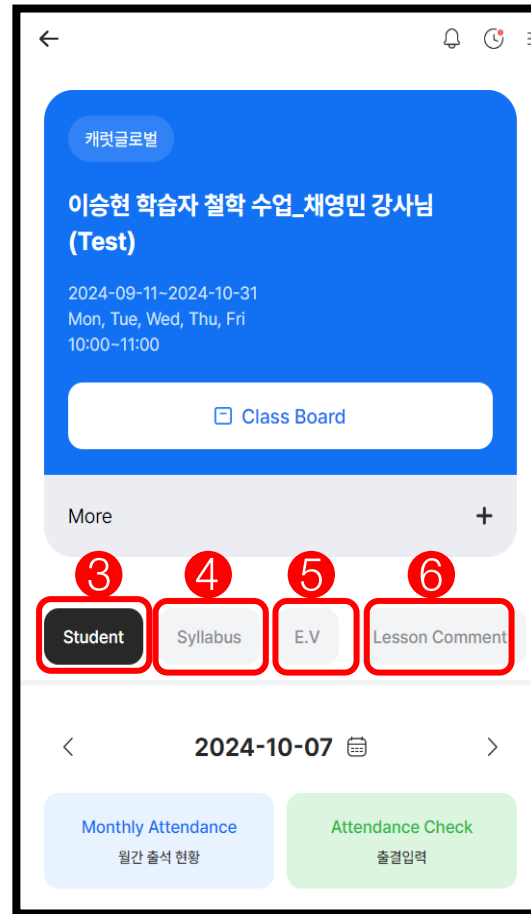 캐럿글로벌
이승현 학습자 철학 수업_채영민 강사님
(Test)
2024-09-11~2024-10-31
Mon, Tue, Wed, Thu, Fri
10:00~11:00
Class Board
More +
3 4 5 6
Student Syllabus E.V Lesson Comment
< 2024-10-07 >
Monthly Attendance Attendance Check
월간 출석 현황 출결입력